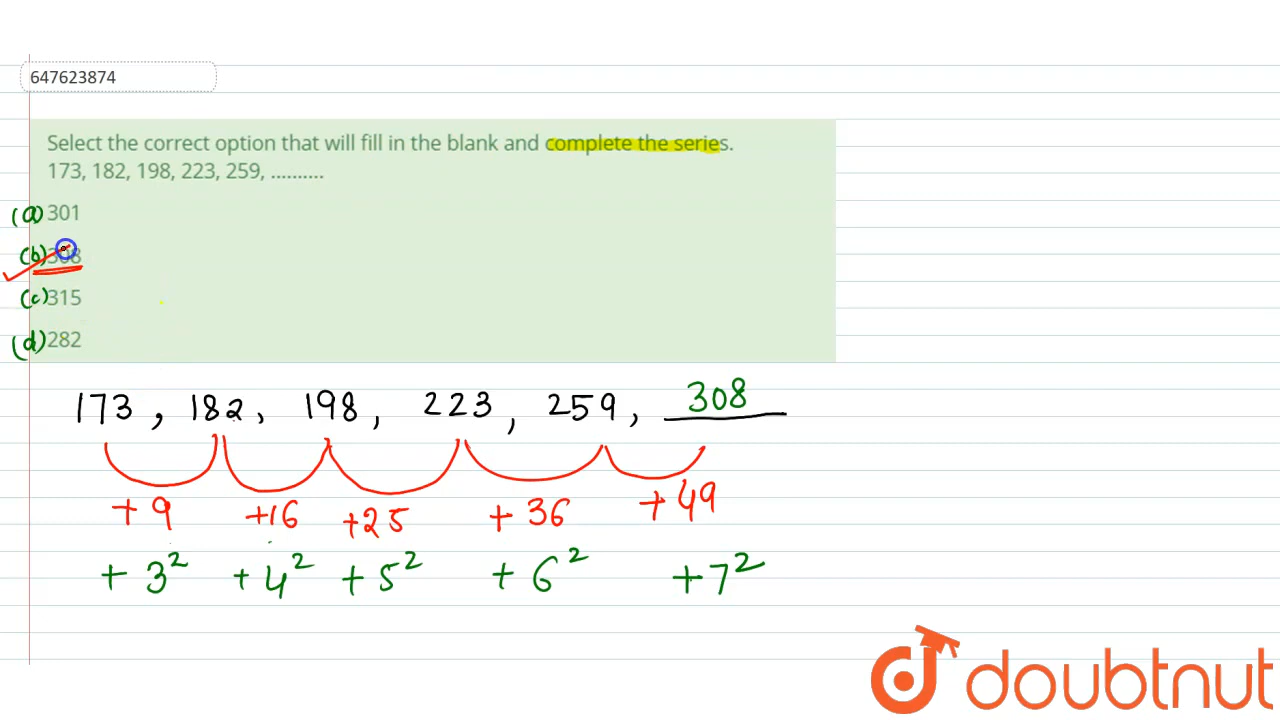 647623874
Select the correct option that will fill in the blank and complete the series.
173, 182, 198, 223, 259, ..........
(a) 301
(b) 308
(c) 315
(d) 282
173, 182, 198, 223, 259, 308
+9 +16 +25 +36 +49
+3² +4² +5² +6² +7²
doubtnut